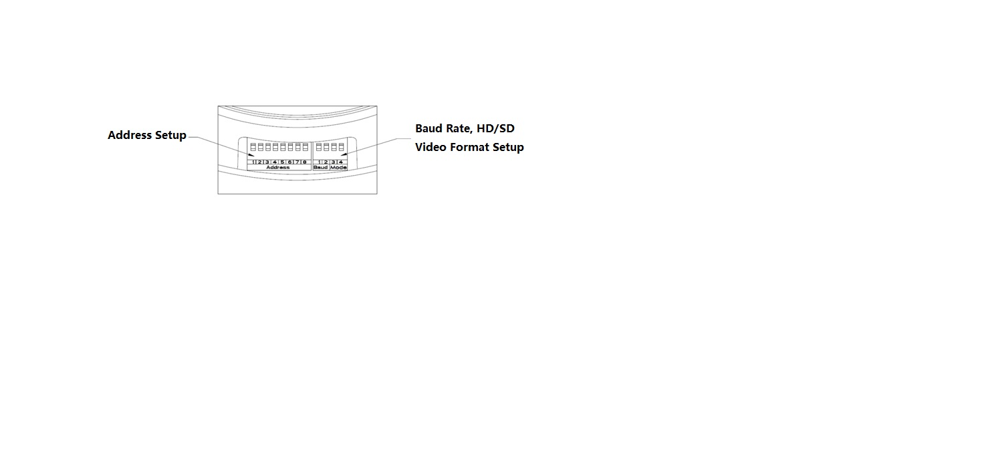 Address Setup
Baud Rate, HD/SD
Video Format Setup
1 2 3 4 5 6 7 8
Address
1 2 3 4
Baud Mode